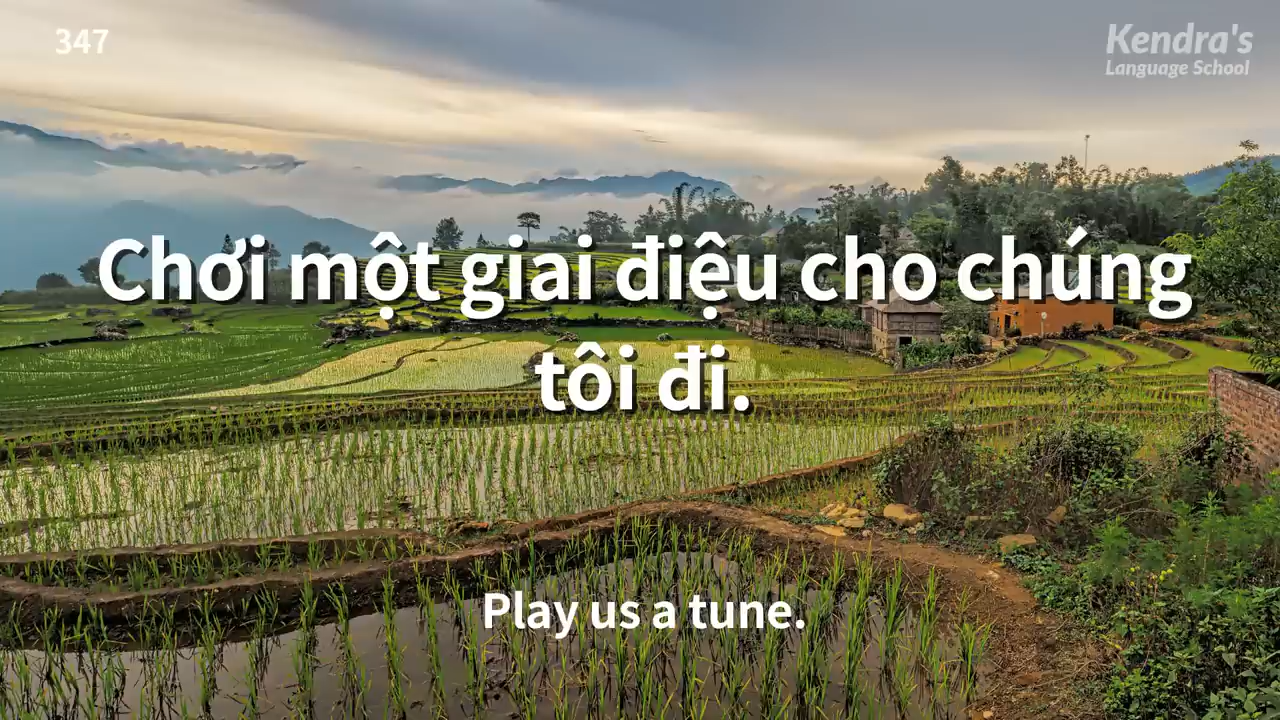 347
Kendra's
Language School
Chơi một giai điệu cho chúng
tôi đi.
Play us a tune.